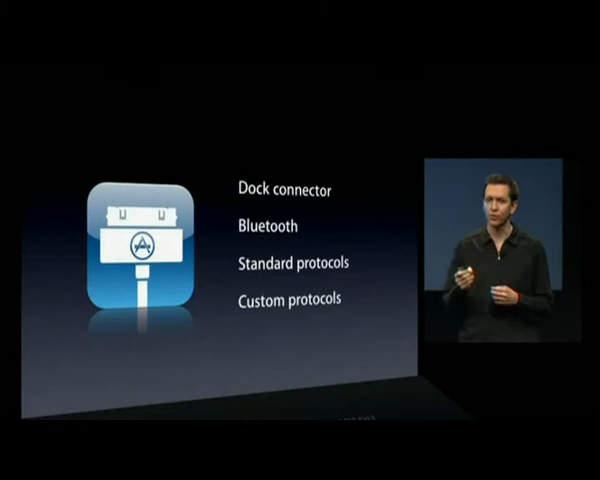 Dock connector
Bluetooth
Standard protocols
Custom protocols